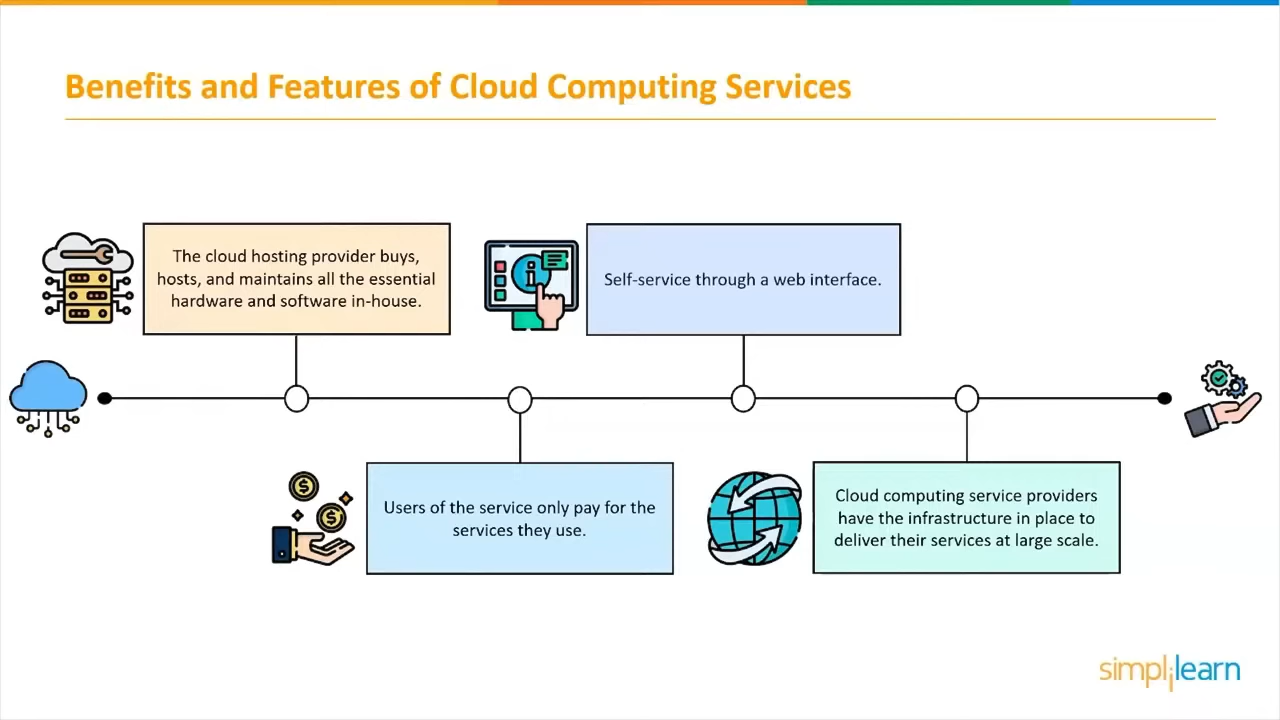 Benefits and Features of Cloud Computing Services
The cloud hosting provider buys,
hosts, and maintains all the essential
hardware and software in-house.
Self-service through a web interface.
Users of the service only pay for the
services they use.
Cloud computing service providers
have the infrastructure in place to
deliver their services at large scale.
simplilearn